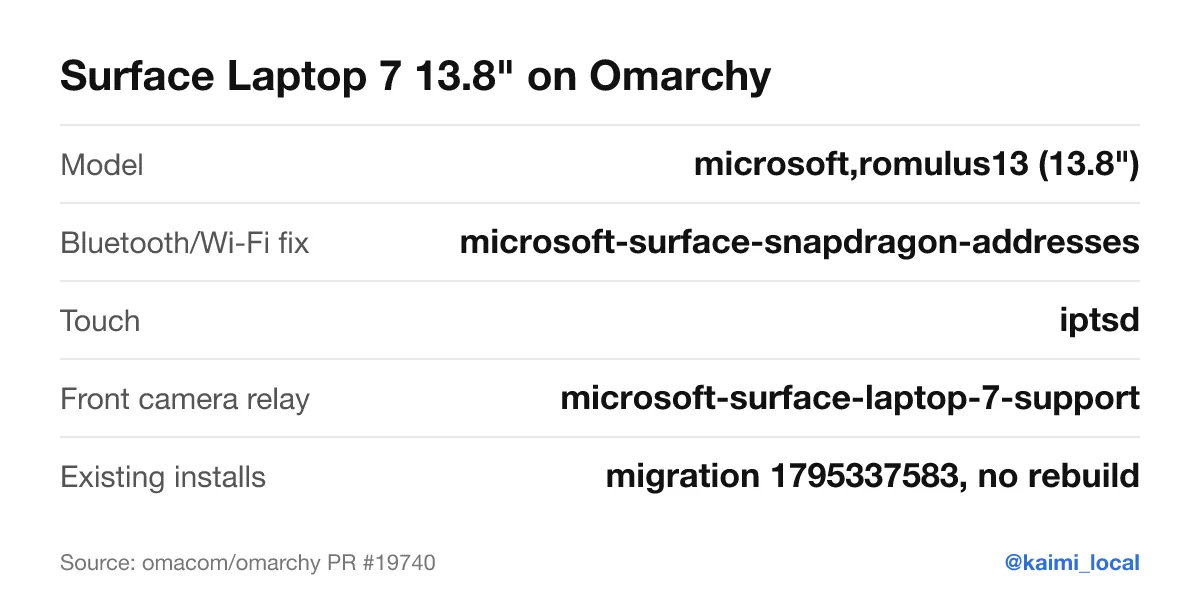 Surface Laptop 7 13.8" on Omarchy
Model microsoft,romulus13 (13.8")
Bluetooth/Wi-Fi fix microsoft-surface-snapdragon-addresses
Touch iptsd
Front camera relay microsoft-surface-laptop-7-support
Existing installs migration 1795337583, no rebuild
Source: omacom/omarchy PR #19740 @kaimi_local